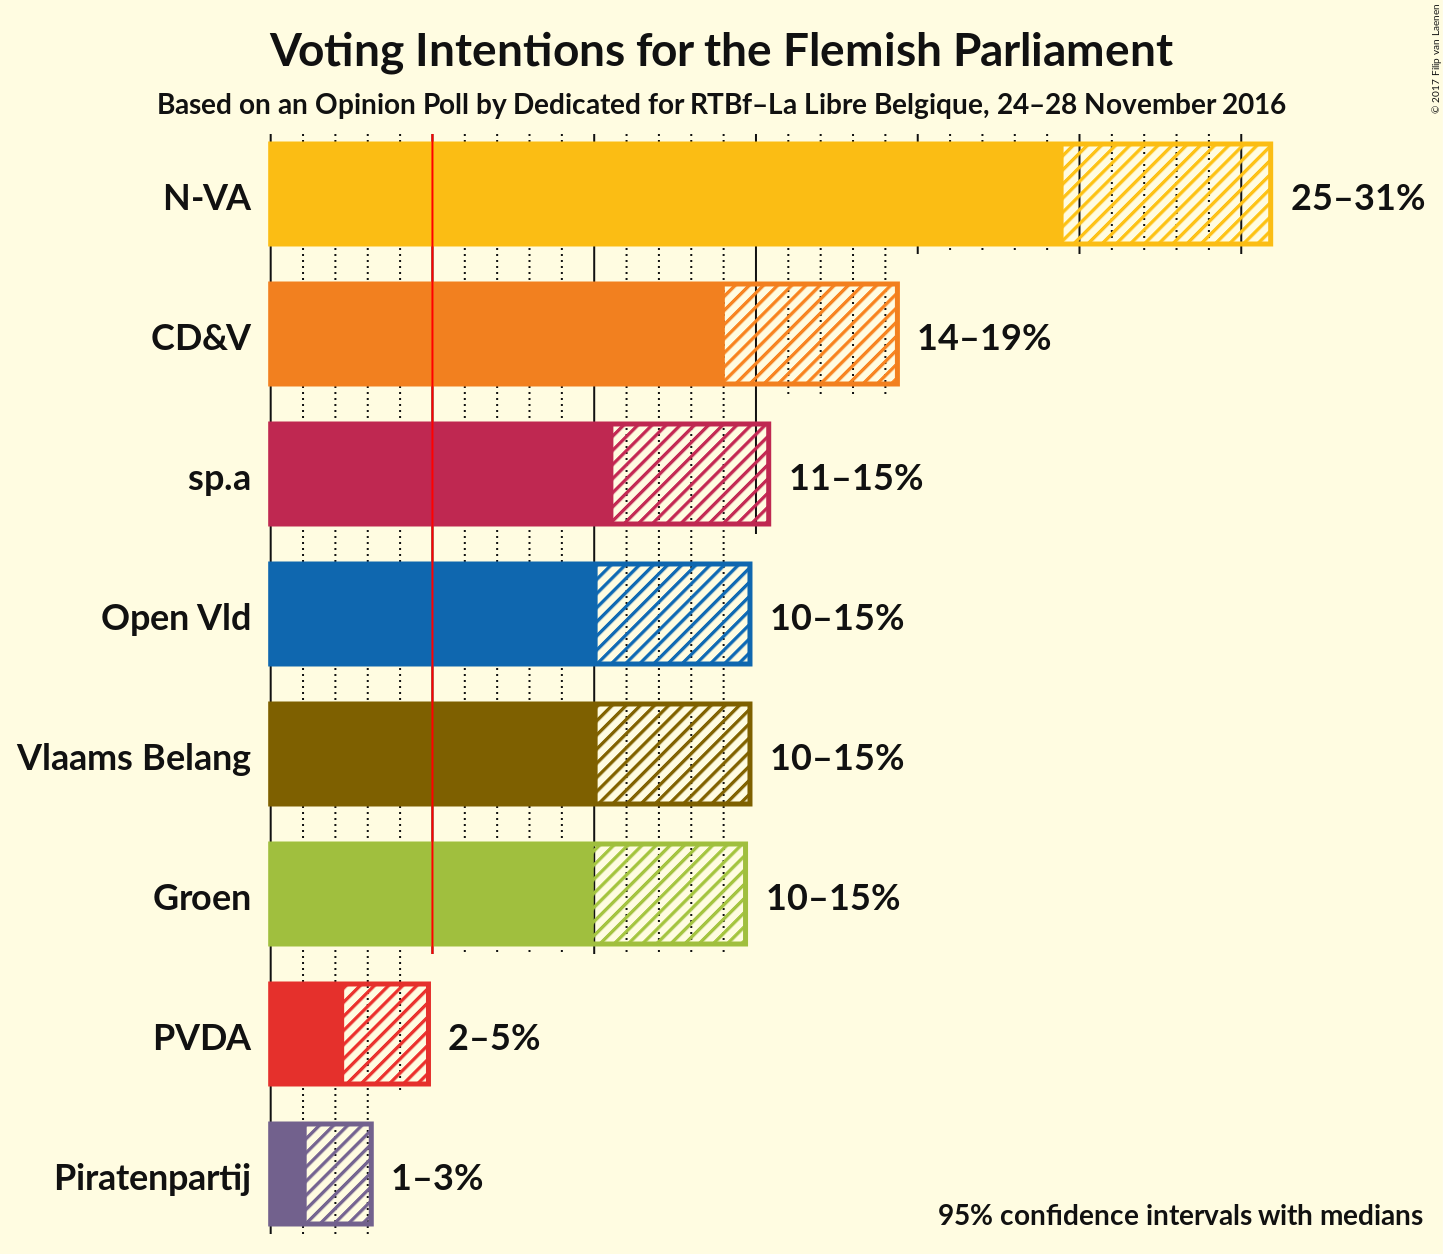 Voting Intentions for the Flemish Parliament
Based on an Opinion Poll by Dedicated for RTBf–La Libre Belgique, 24–28 November 2016
© 2017 Filip van Laenen
N-VA 25–31%
CD&V 14–19%
sp.a 11–15%
Open Vld 10–15%
Vlaams Belang 10–15%
Groen 10–15%
PVDA 2–5%
Piratenpartij 1–3%
95% confidence intervals with medians